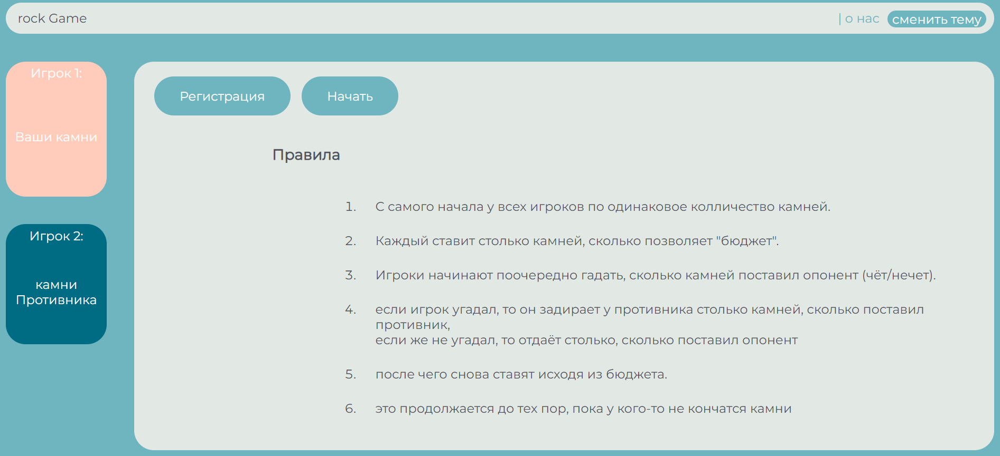 rock Game
| о нас
сменить тему
Игрок 1:
Ваши камни
Игрок 2:
камни
Противника
Регистрация
Начать
Правила
1. С самого начала у всех игроков по одинаковое колличество камней.
2. Каждый ставит столько камней, сколько позволяет "бюджет".
3. Игроки начинают поочередно гадать, сколько камней поставил опонент (чёт/нечет).
4. если игрок угадал, то он задирает у противника столько камней, сколько поставил
противник,
если же не угадал, то отдаёт столько, сколько поставил опонент
5. после чего снова ставят исходя из бюджета.
6. это продолжается до тех пор, пока у кого-то не кончатся камни